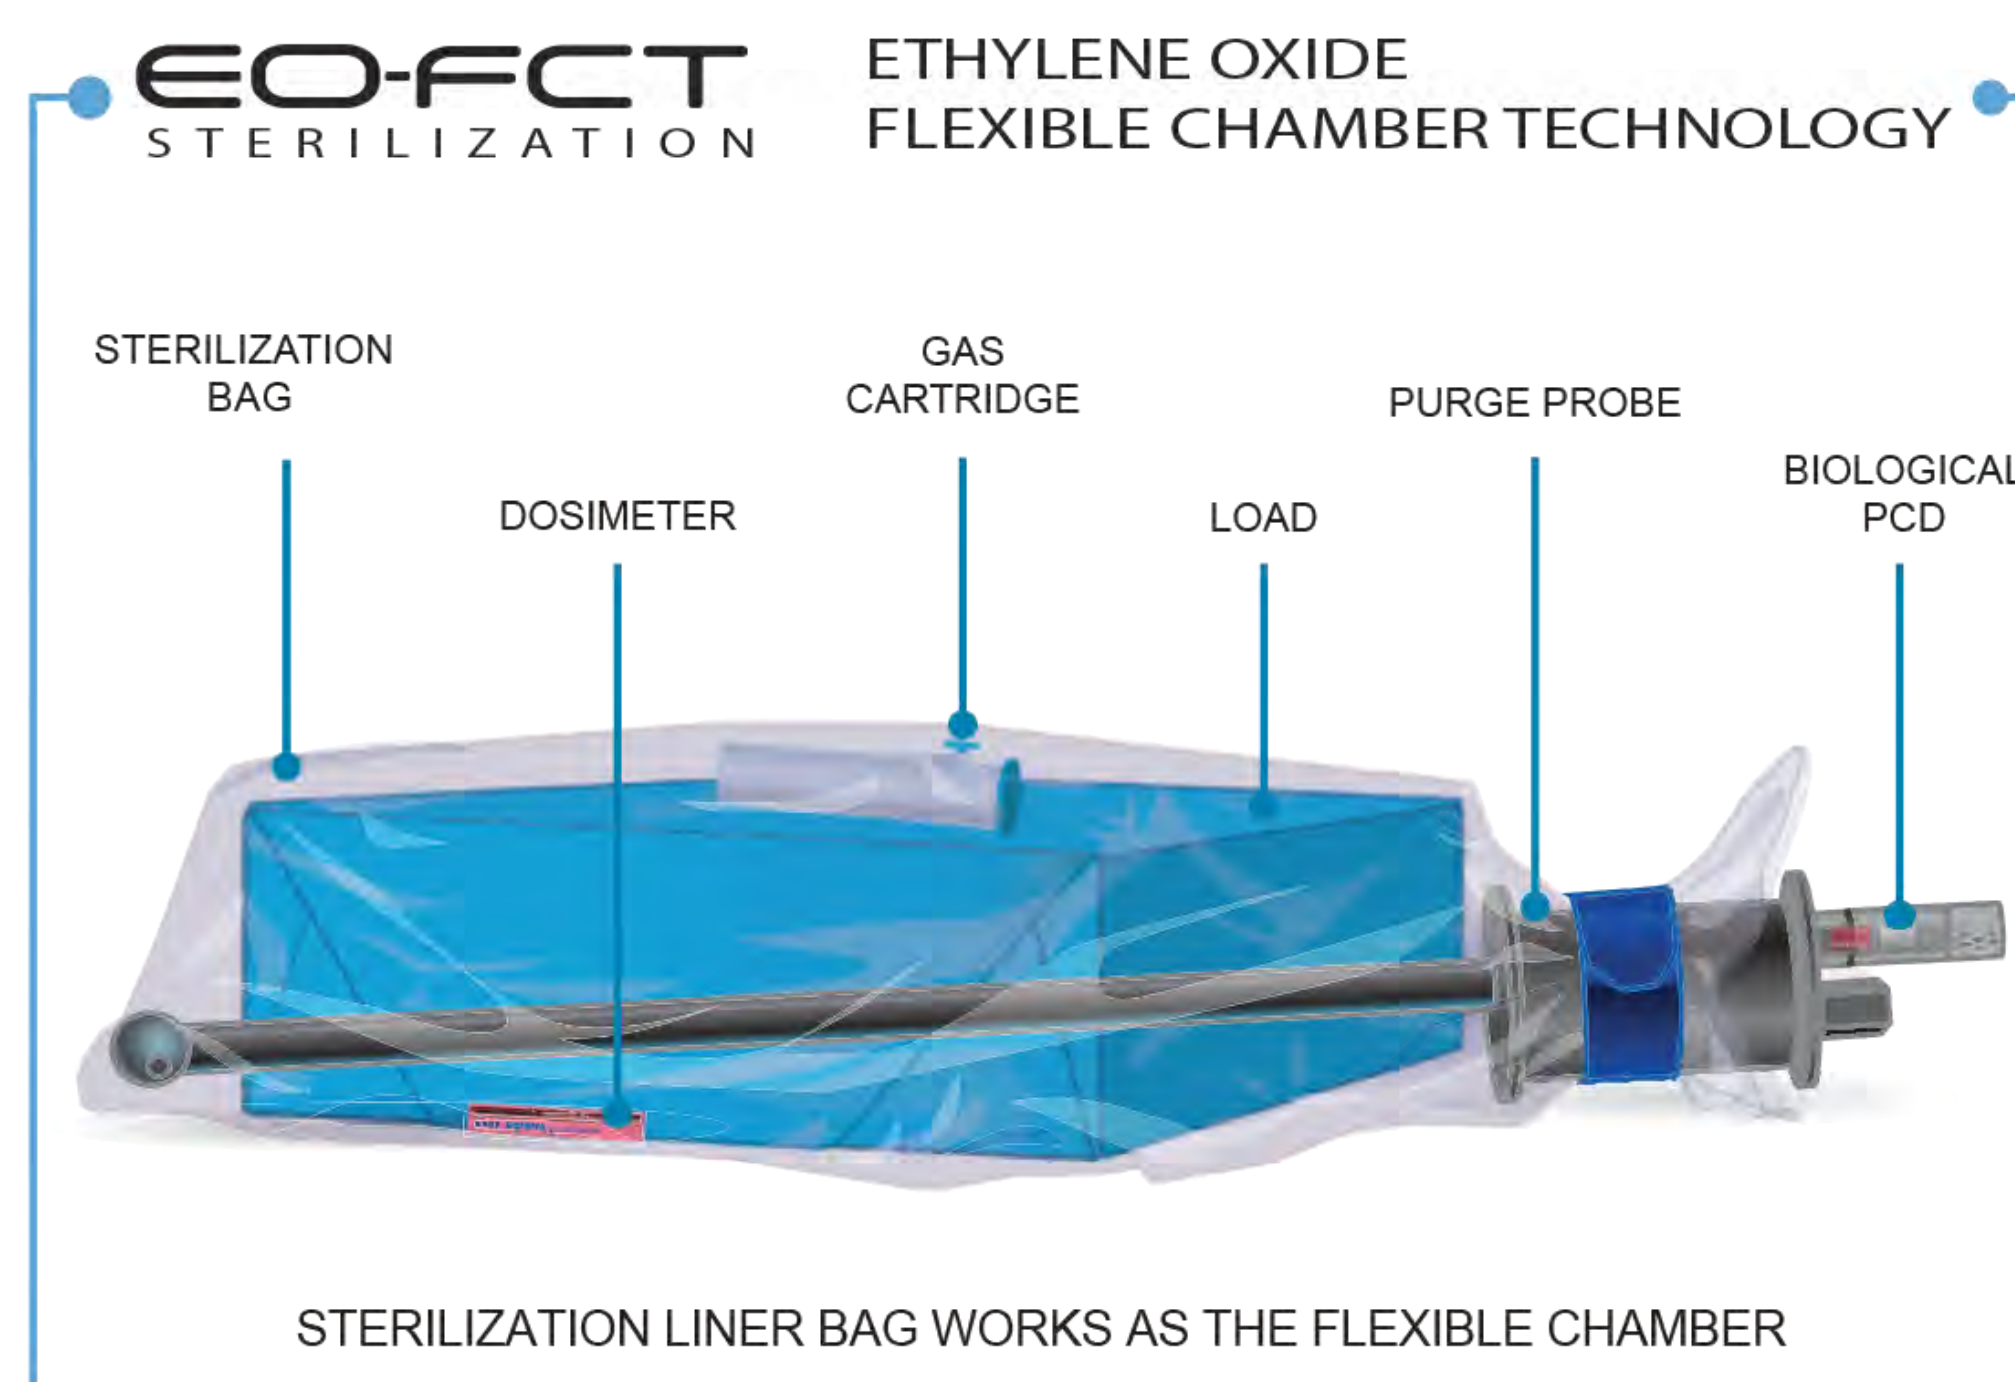 EO-FCT
STERILIZATION
ETHYLENE OXIDE
FLEXIBLE CHAMBER TECHNOLOGY
STERILIZATION
BAG
DOSIMETER
GAS
CARTRIDGE
LOAD
PURGE PROBE
BIOLOGICAL
PCD
STERILIZATION LINER BAG WORKS AS THE FLEXIBLE CHAMBER